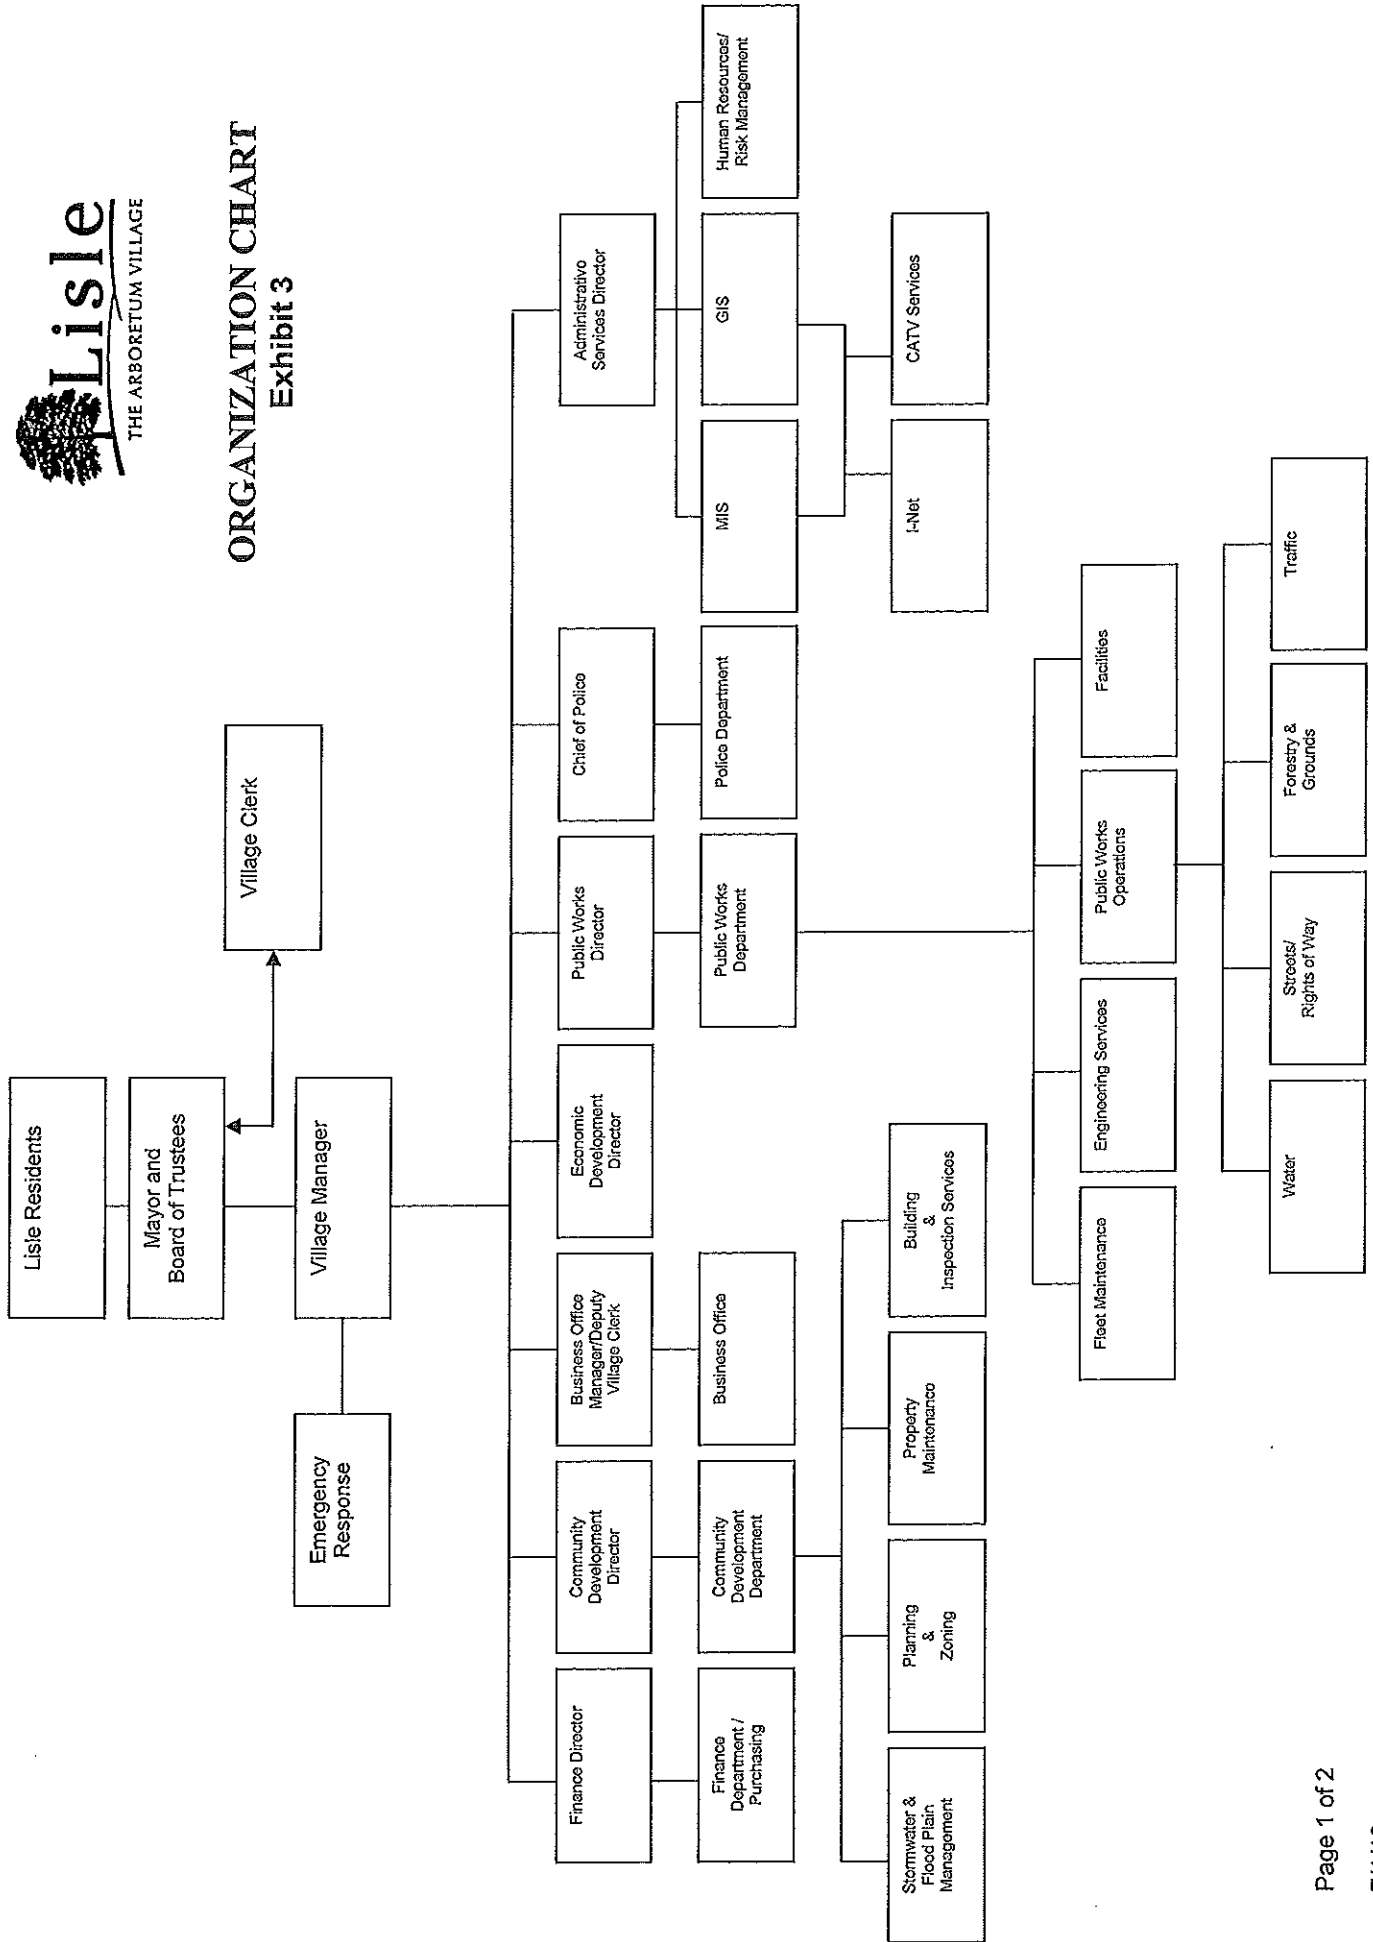 Lisle
THE ARBORETUM VILLAGE
ORGANIZATION CHART
Exhibit 3
Lisle Residents
Mayor and
Board of Trustees
Village Clerk
Village Manager
Emergency
Response
Finance Director
Community
Development
Director
Business Office
Manager/Deputy
Village Clerk
Economic
Development
Director
Public Works
Director
Chief of Police
Administrative
Services Director
Finance
Department /
Purchasing
Community
Development
Department
Business Office
Public Works
Department
Police Department
MIS
GIS
Human Resources/
Risk Management
Stormwater &
Flood Plain
Management
Planning
&
Zoning
Property
Maintenance
Building
&
Inspection Services
I-Net
CATV Services
Fleet Maintenance
Engineering Services
Public Works
Operations
Facilities
Water
Streets/
Rights of Way
Forestry &
Grounds
Traffic
Page 1 of 2